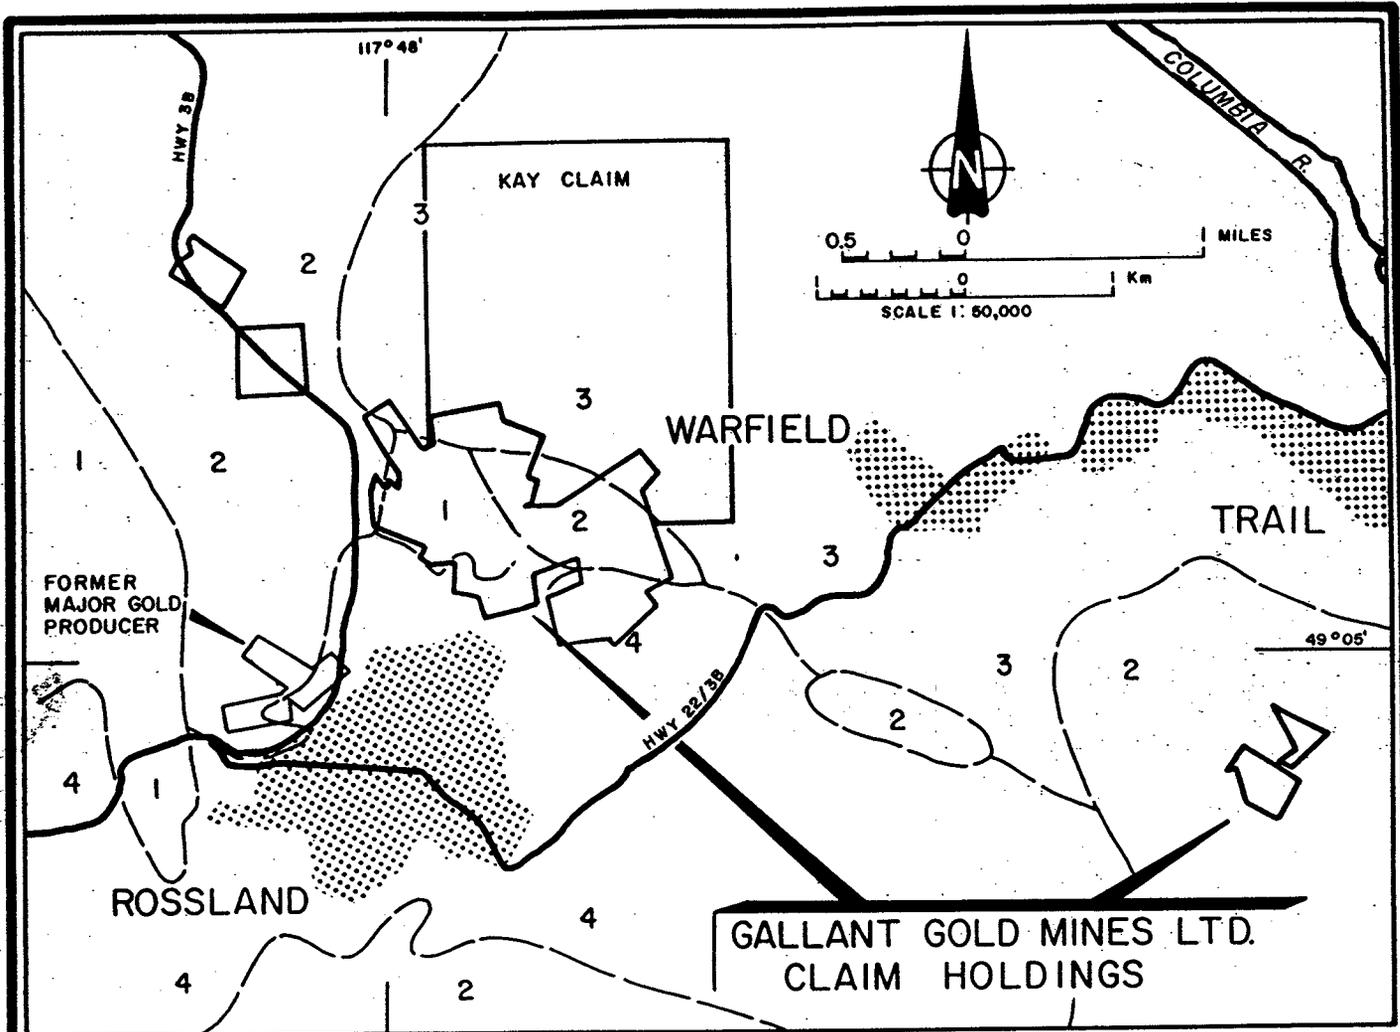 117° 48'
COLUMBIA R.
HWY 3B
KAY CLAIM
N
3
2
0.5 0 1 MILES
0 1 Km
SCALE 1: 50,000
3
WARFIELD
1
2
1
2
TRAIL
3
FORMER
MAJOR GOLD
PRODUCER
4
49° 05'
3
2
HWY 22/3B
2
4
1
ROSSLAND
4
GALLANT GOLD MINES LTD.
CLAIM HOLDINGS
4
2